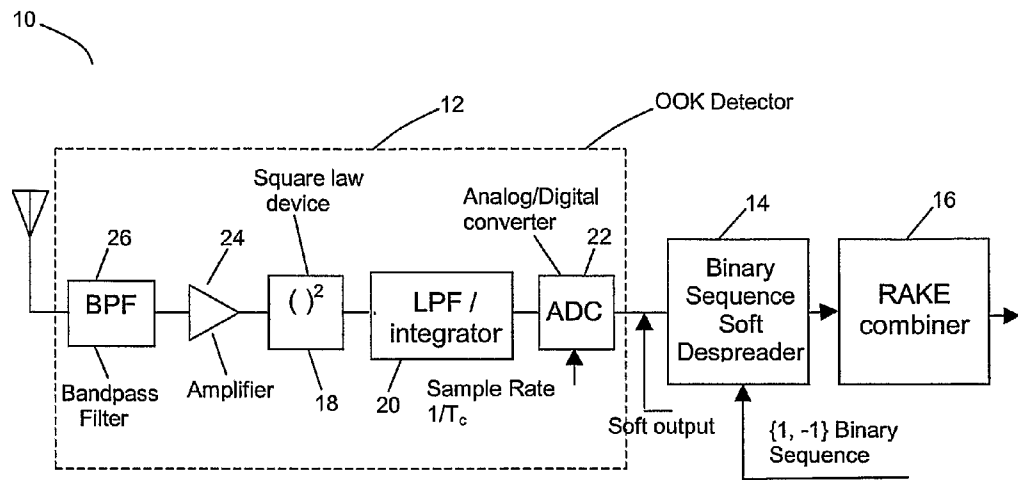 10
12
OOK Detector
Square law
device
Analog/Digital
converter
14
16
26
24
22
BPF
( )²
LPF /
integrator
ADC
Binary
Sequence
Soft
Despreader
RAKE
combiner
Bandpass
Filter
Amplifier
18
20
Sample Rate
1/Tc
Soft output
{1, -1} Binary
Sequence